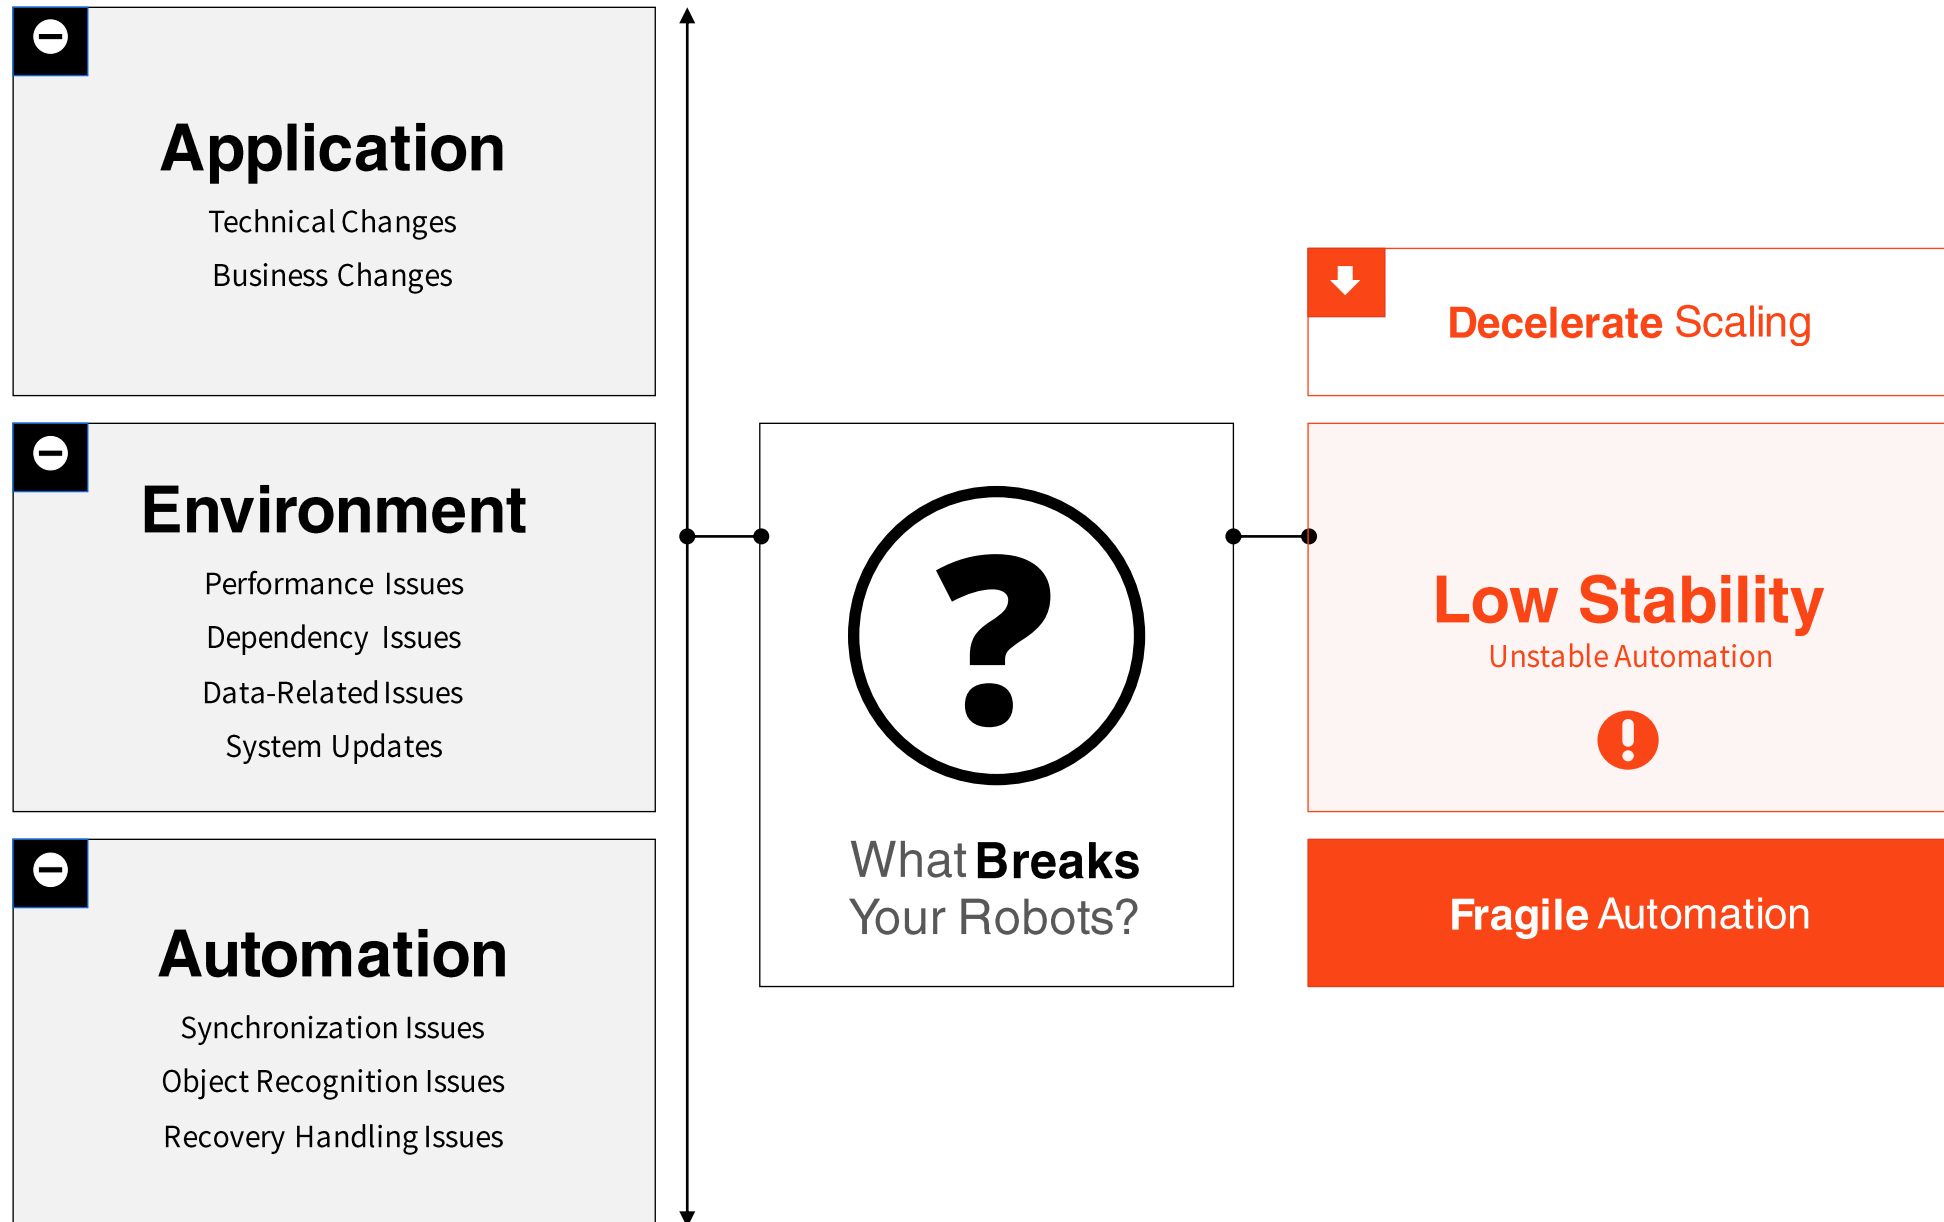 Application
Technical Changes
Business Changes
Environment
Performance Issues
Dependency Issues
Data-Related Issues
System Updates
Automation
Synchronization Issues
Object Recognition Issues
Recovery Handling Issues
?
What Breaks
Your Robots?
Decelerate Scaling
Low Stability
Unstable Automation
Fragile Automation